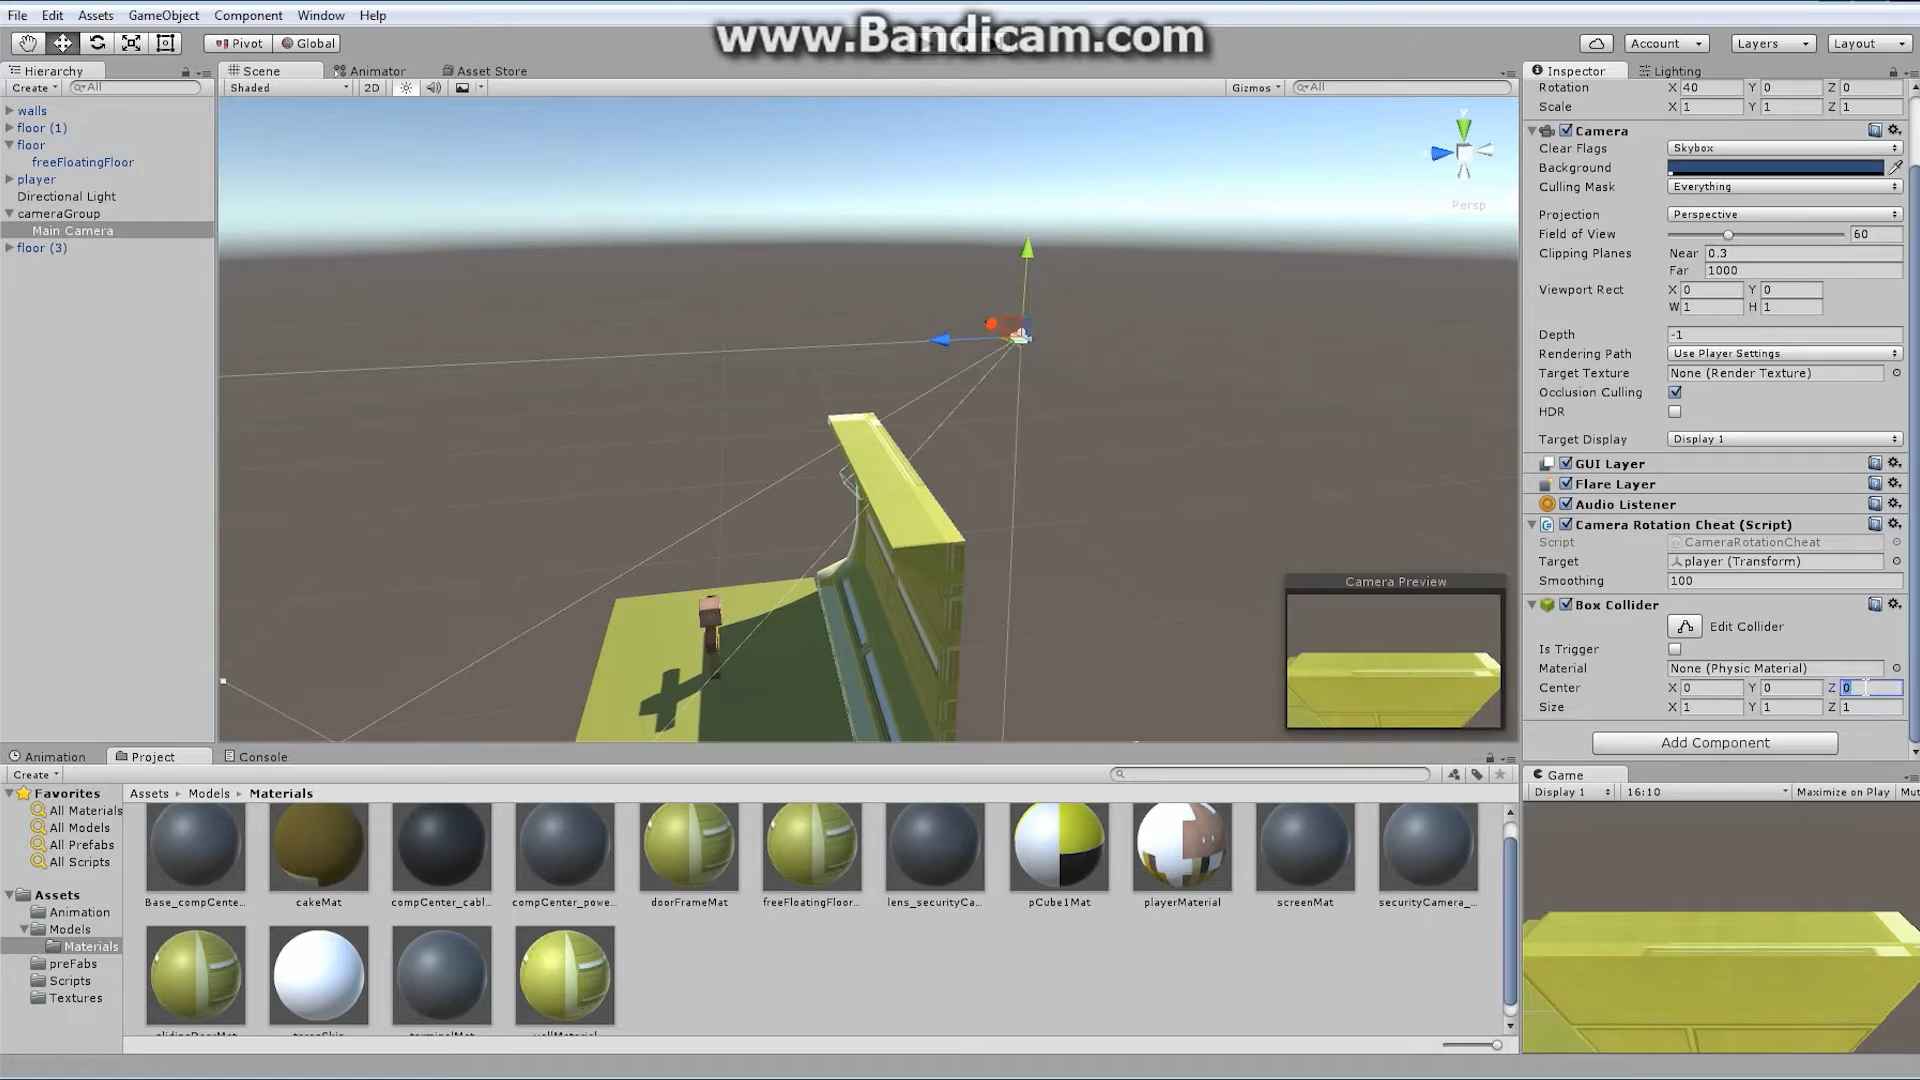 File Edit Assets GameObject Component Window Help
www.Bandicam.com
Pivot Global Account Layers Layout
Hierarchy Scene Animator Asset Store Inspector Lighting
Create All Shaded 2D Gizmos All
Rotation X 40 Y 0 Z 0
Scale X 1 Y 1 Z 1
walls
floor (1)
floor
freeFloatingFloor
player
Directional Light
cameraGroup
Main Camera
floor (3)
y
Persp
Camera
Clear Flags Skybox
Background
Culling Mask Everything
Projection Perspective
Field of View 60
Clipping Planes Near 0.3
Far 1000
Viewport Rect X 0 Y 0
W 1 H 1
Depth -1
Rendering Path Use Player Settings
Target Texture None (Render Texture)
Occlusion Culling
HDR
Target Display Display 1
GUI Layer
Flare Layer
Audio Listener
Camera Rotation Cheat (Script)
Script CameraRotationCheat
Target player (Transform)
Smoothing 100
Box Collider
Edit Collider
Is Trigger
Material None (Physic Material)
Center X 0 Y 0 Z 0
Size X 1 Y 1 Z 1
Add Component
Camera Preview
Animation Project Console
Create
Favorites
All Materials
All Models
All Prefabs
All Scripts
Assets
Animation
Models
Materials
preFabs
Scripts
Textures
Assets Models Materials
Base_compCente... cakeMat compCenter_cabl... compCenter_powe... doorFrameMat freeFloatingFloor... lens_securityCa... pCube1Mat playerMaterial screenMat securityCamera_...
Game
Display 1 16:10 Maximize on Play Mut